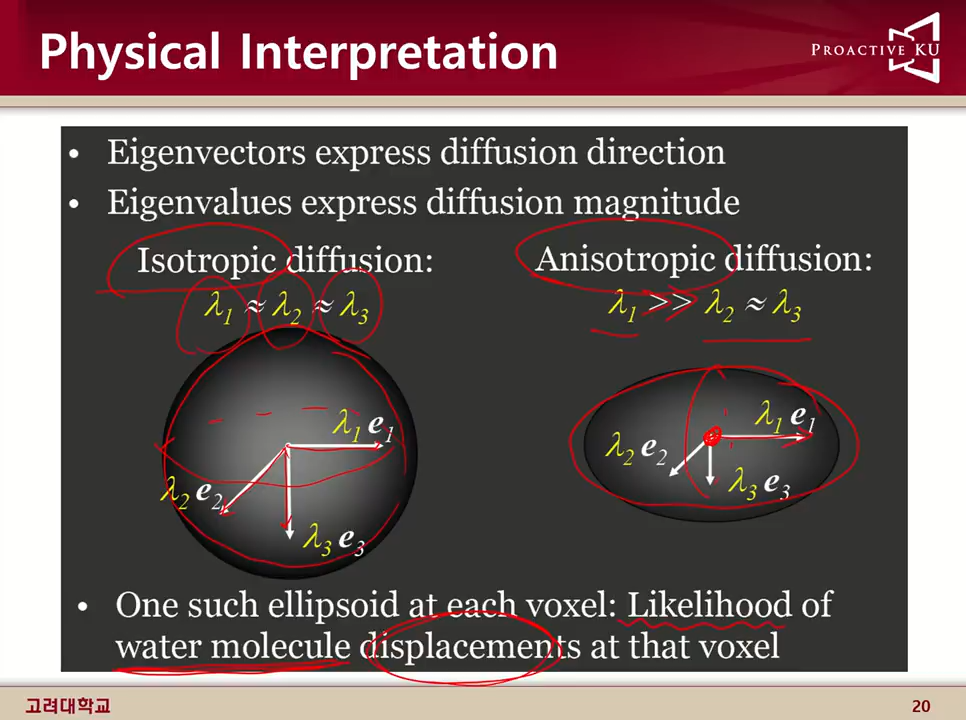 Physical Interpretation
PROACTIVE KU
• Eigenvectors express diffusion direction
• Eigenvalues express diffusion magnitude
Isotropic diffusion:
λ1 ≈ λ2 ≈ λ3
Anisotropic diffusion:
λ1 >> λ2 ≈ λ3
λ1 e1
λ2 e2
λ3 e3
λ1 e1
λ2 e2
λ3 e3
• One such ellipsoid at each voxel: Likelihood of
water molecule displacements at that voxel
고려대학교
20